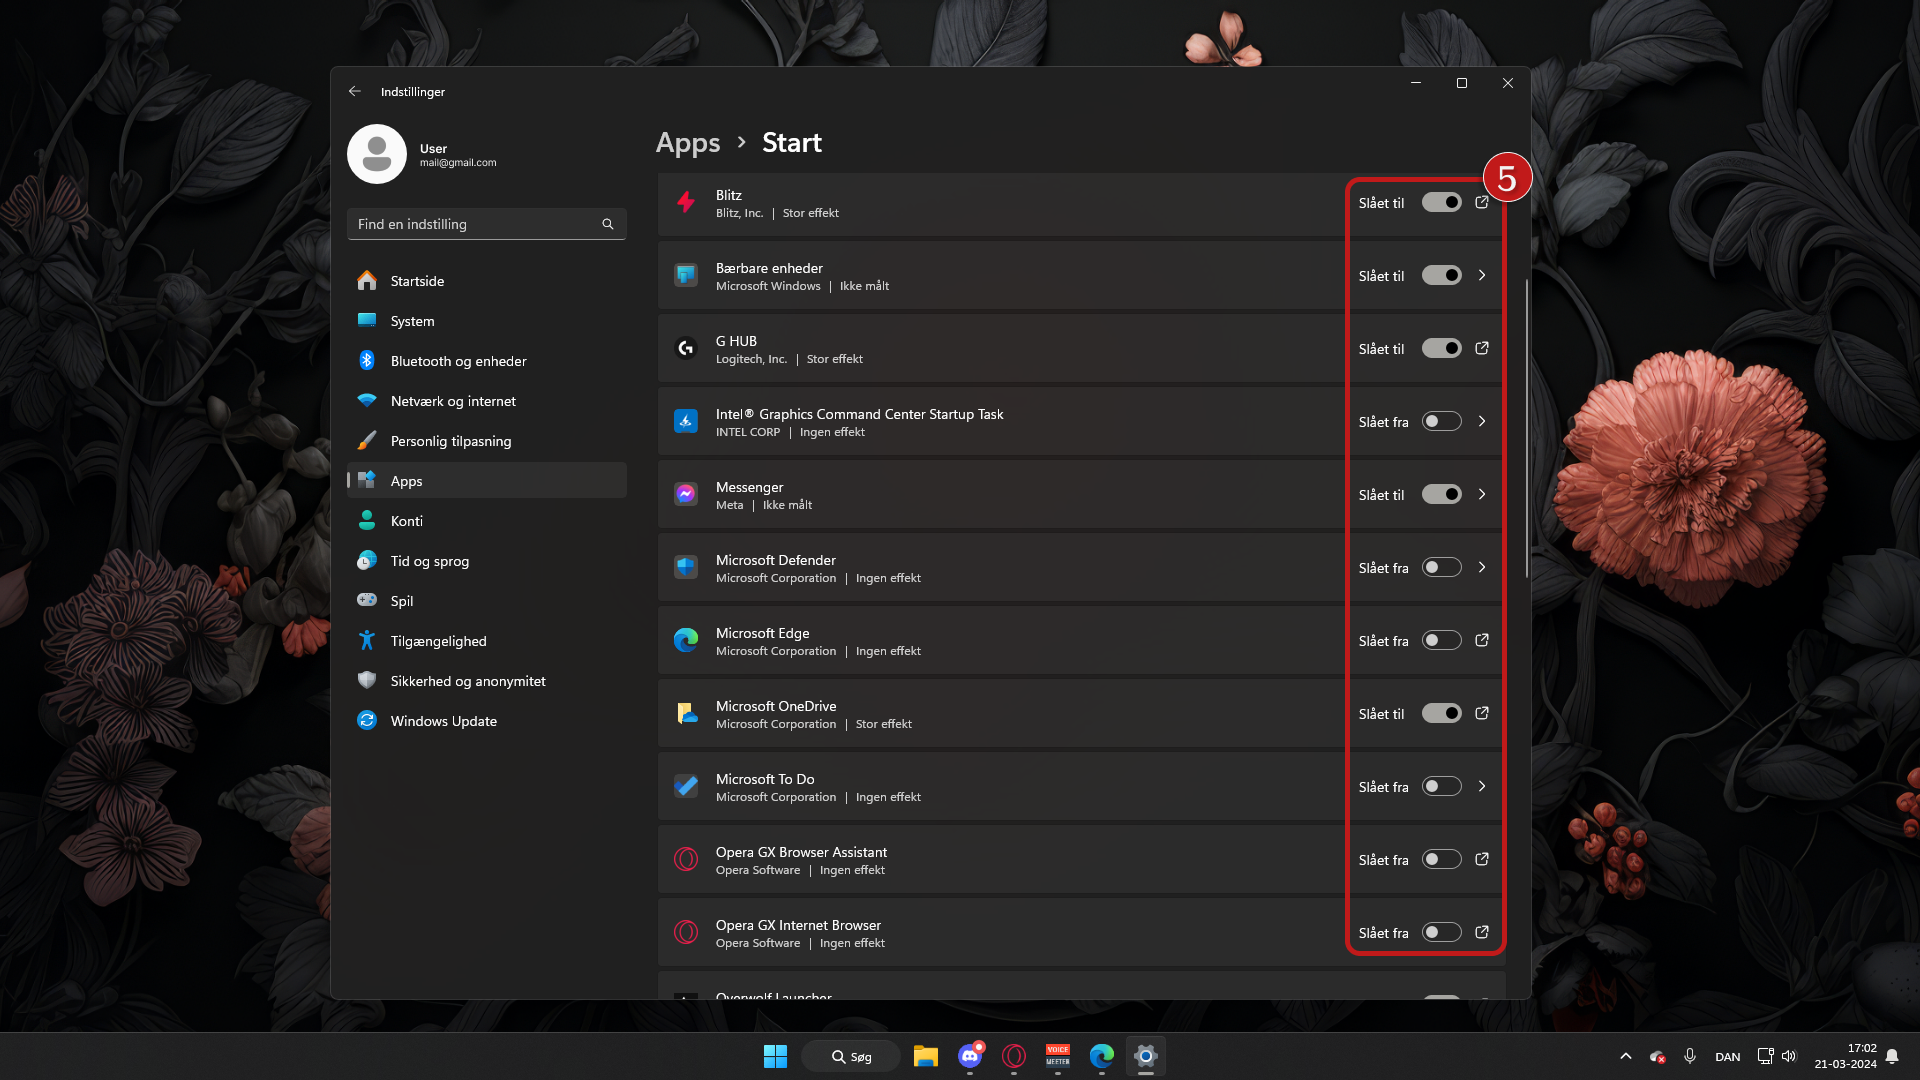 Indstillinger
User
mail@gmail.com
Find en indstilling
Startside
System
Bluetooth og enheder
Netværk og internet
Personlig tilpasning
Apps
Konti
Tid og sprog
Spil
Tilgængelighed
Sikkerhed og anonymitet
Windows Update
Apps › Start
5
Blitz
Blitz, Inc. | Stor effekt
Slået til
Bærbare enheder
Microsoft Windows | Ikke målt
Slået til
G HUB
Logitech, Inc. | Stor effekt
Slået til
Intel® Graphics Command Center Startup Task
INTEL CORP | Ingen effekt
Slået fra
Messenger
Meta | Ikke målt
Slået til
Microsoft Defender
Microsoft Corporation | Ingen effekt
Slået fra
Microsoft Edge
Microsoft Corporation | Ingen effekt
Slået fra
Microsoft OneDrive
Microsoft Corporation | Stor effekt
Slået til
Microsoft To Do
Microsoft Corporation | Ingen effekt
Slået fra
Opera GX Browser Assistant
Opera Software | Ingen effekt
Slået fra
Opera GX Internet Browser
Opera Software | Ingen effekt
Slået fra
Overwolf Launcher
Søg
VOICE
MEETER
DAN
17:02
21-03-2024